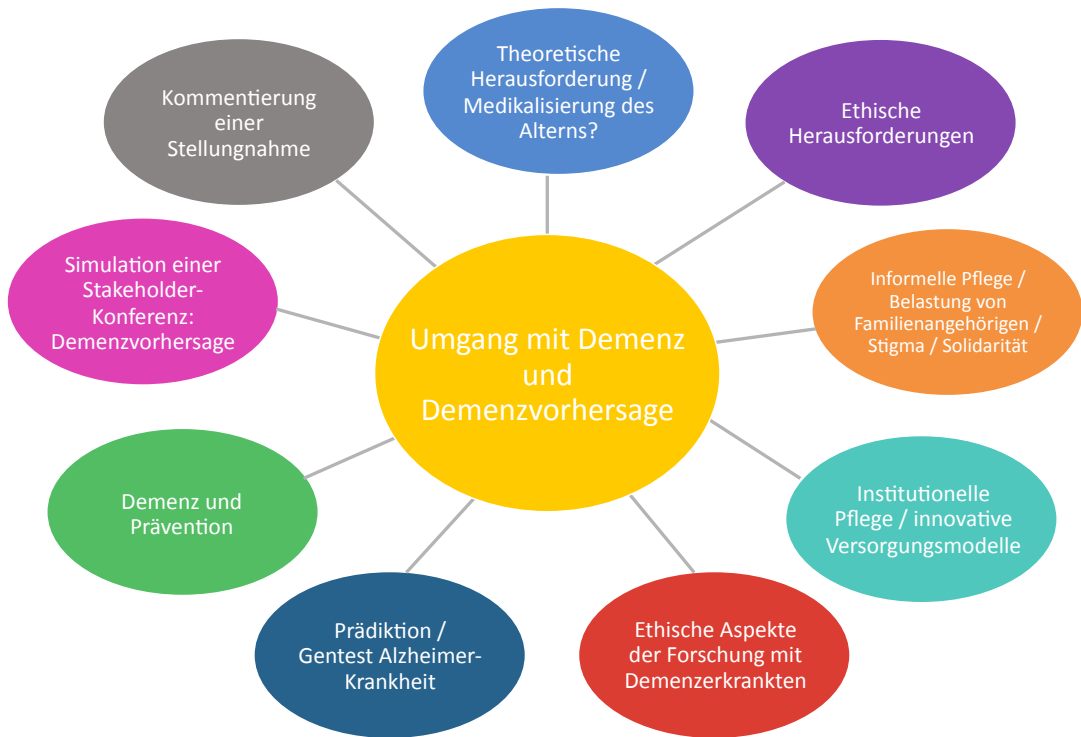 Theoretische
Herausforderung /
Medikalisierung des
Alterns?
Ethische
Herausforderungen
Informelle Pflege /
Belastung von
Familienangehörigen /
Stigma / Solidarität
Institutionelle
Pflege / innovative
Versorgungsmodelle
Ethische Aspekte
der Forschung mit
Demenzerkrankten
Prädiktion /
Gentest Alzheimer-
Krankheit
Demenz und
Prävention
Simulation einer
Stakeholder-
Konferenz:
Demenzvorhersage
Kommentierung
einer
Stellungnahme
Umgang mit Demenz
und
Demenzvorhersage